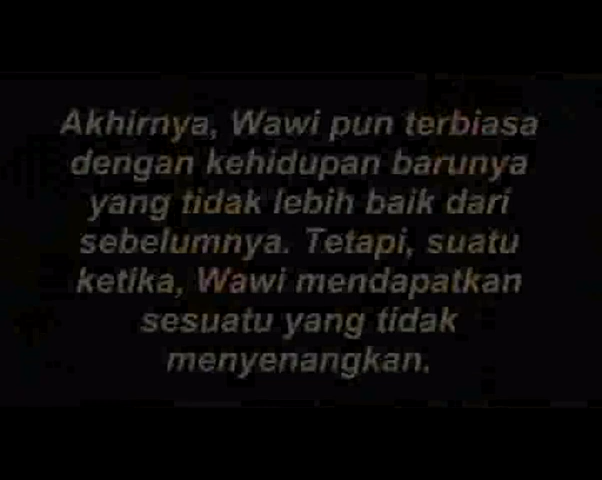 Akhirnya, Wawi pun terbiasa
dengan kehidupan barunya
yang tidak lebih baik dari
sebelumnya. Tetapi, suatu
ketika, Wawi mendapatkan
sesuatu yang tidak
menyenangkan.